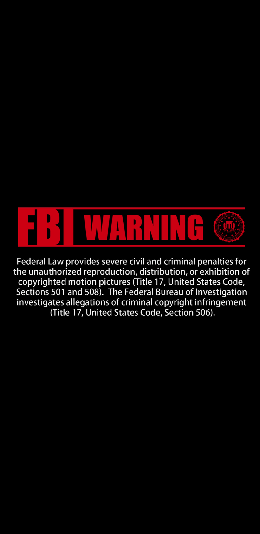 FBI WARNING
Federal Law provides severe civil and criminal penalties for
the unauthorized reproduction, distribution, or exhibition of
copyrighted motion pictures (Title 17, United States Code,
Sections 501 and 508). The Federal Bureau of Investigation
investigates allegations of criminal copyright infringement
(Title 17, United States Code, Section 506).